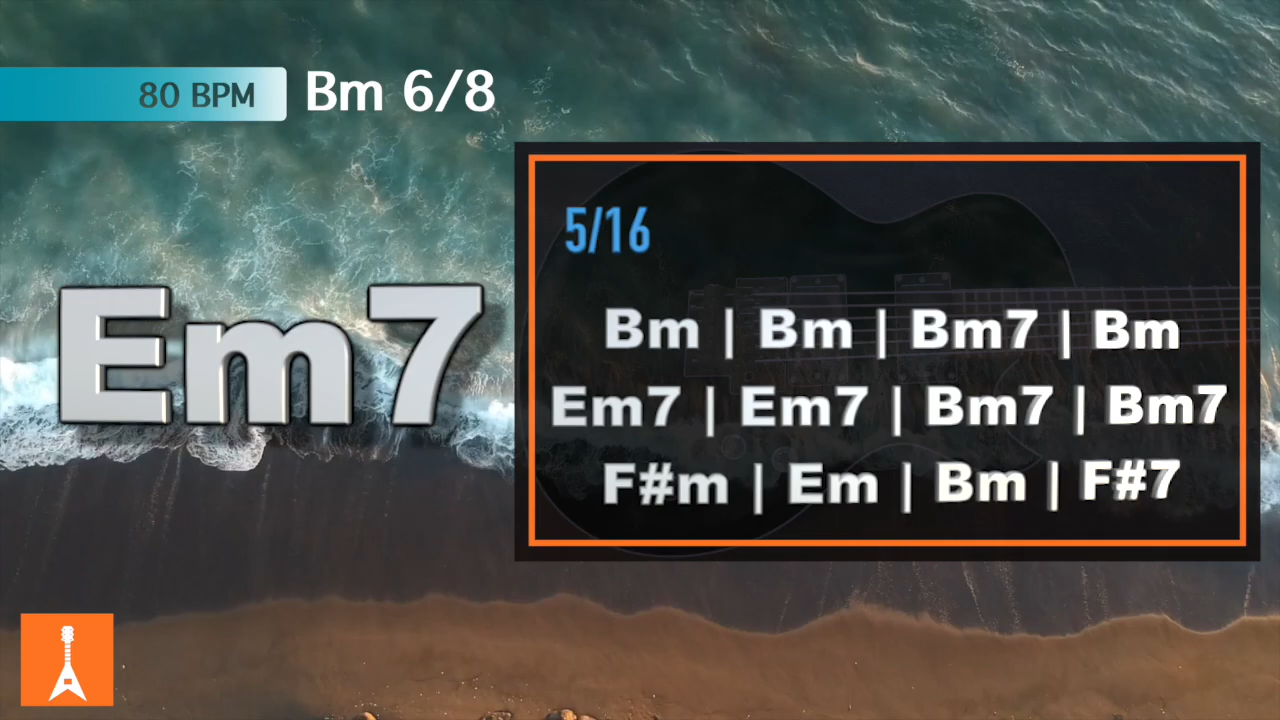 80 BPM Bm 6/8
5/16
Em7
Bm | Bm | Bm7 | Bm
Em7 | Em7 | Bm7 | Bm7
F#m | Em | Bm | F#7